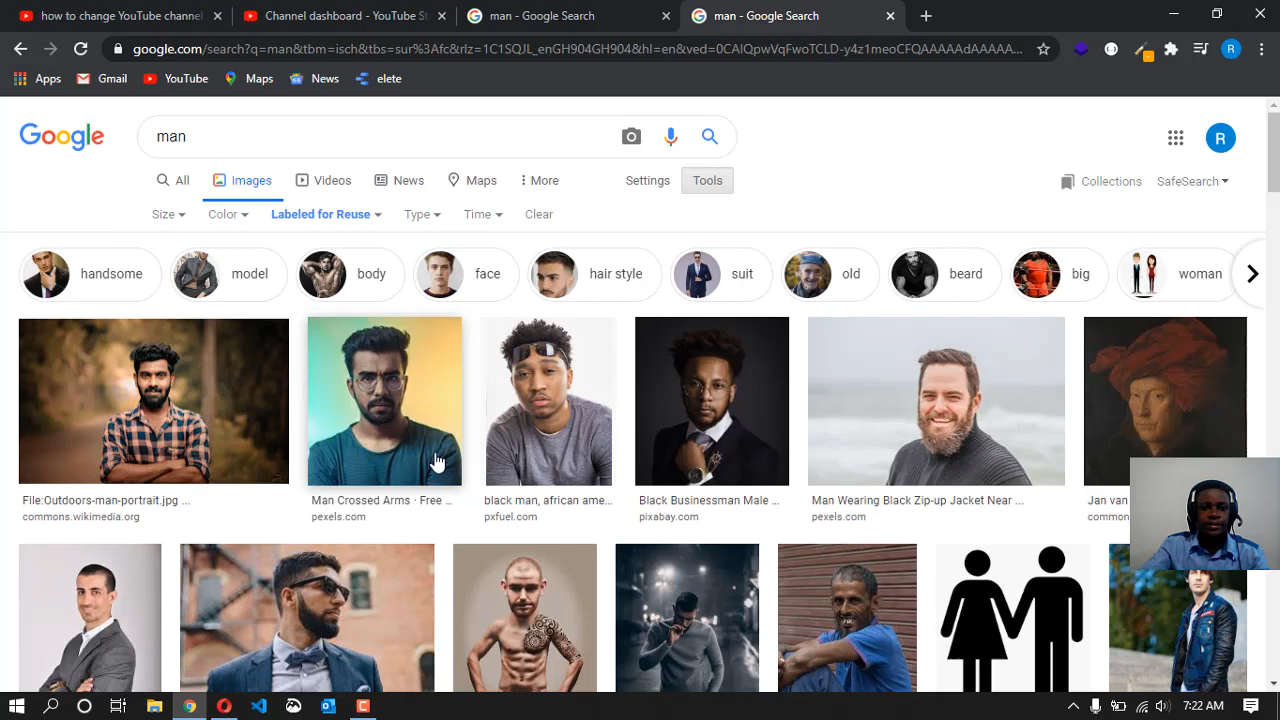 how to change YouTube channel
Channel dashboard - YouTube St
man - Google Search
man - Google Search
google.com/search?q=man&tbm=isch&tbs=sur%3Afc&rlz=1C1SQJL_enGH904GH904&hl=en&ved=0CAIQpwVqFwoTCLD-y4z1meoCFQAAAAAdAAAAA...
R
Apps
Gmail
YouTube
Maps
News
elete
Google
man
R
All
Images
Videos
News
Maps
More
Settings
Tools
Collections
SafeSearch
Size
Color
Labeled for Reuse
Type
Time
Clear
handsome
model
body
face
hair style
suit
old
beard
big
woman
File:Outdoors-man-portrait.jpg ...
commons.wikimedia.org
Man Crossed Arms · Free ...
pexels.com
black man, african ame...
pxfuel.com
Black Businessman Male ...
pixabay.com
Man Wearing Black Zip-up Jacket Near ...
pexels.com
Jan van
common
7:22 AM